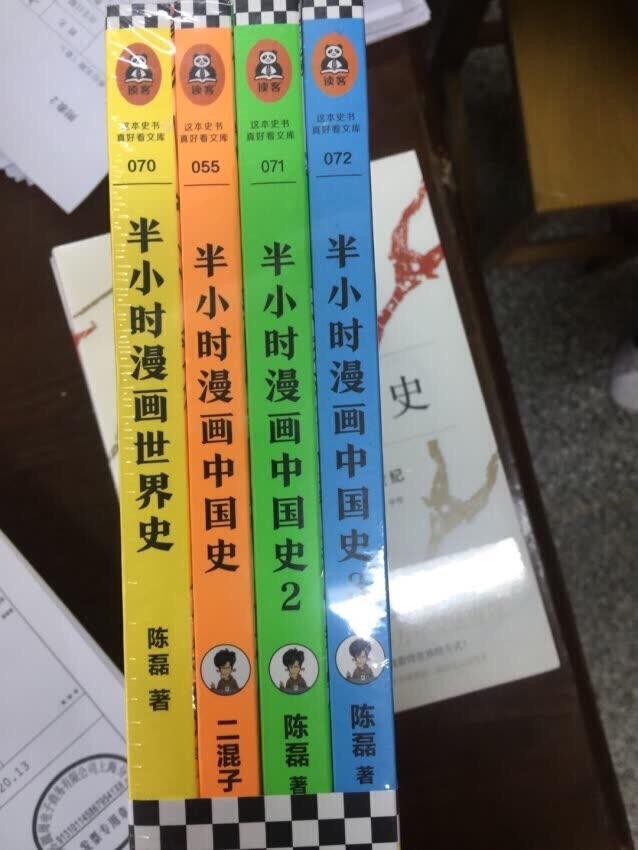 读客
这本史书
真好看文库
070
半小时漫画世界史
陈磊 著
读客
这本史书
真好看文库
055
半小时漫画中国史
二混子
读客
这本史书
真好看文库
071
半小时漫画中国史2
陈磊 著
读客
这本史书
真好看文库
072
半小时漫画中国史3
陈磊 著
史